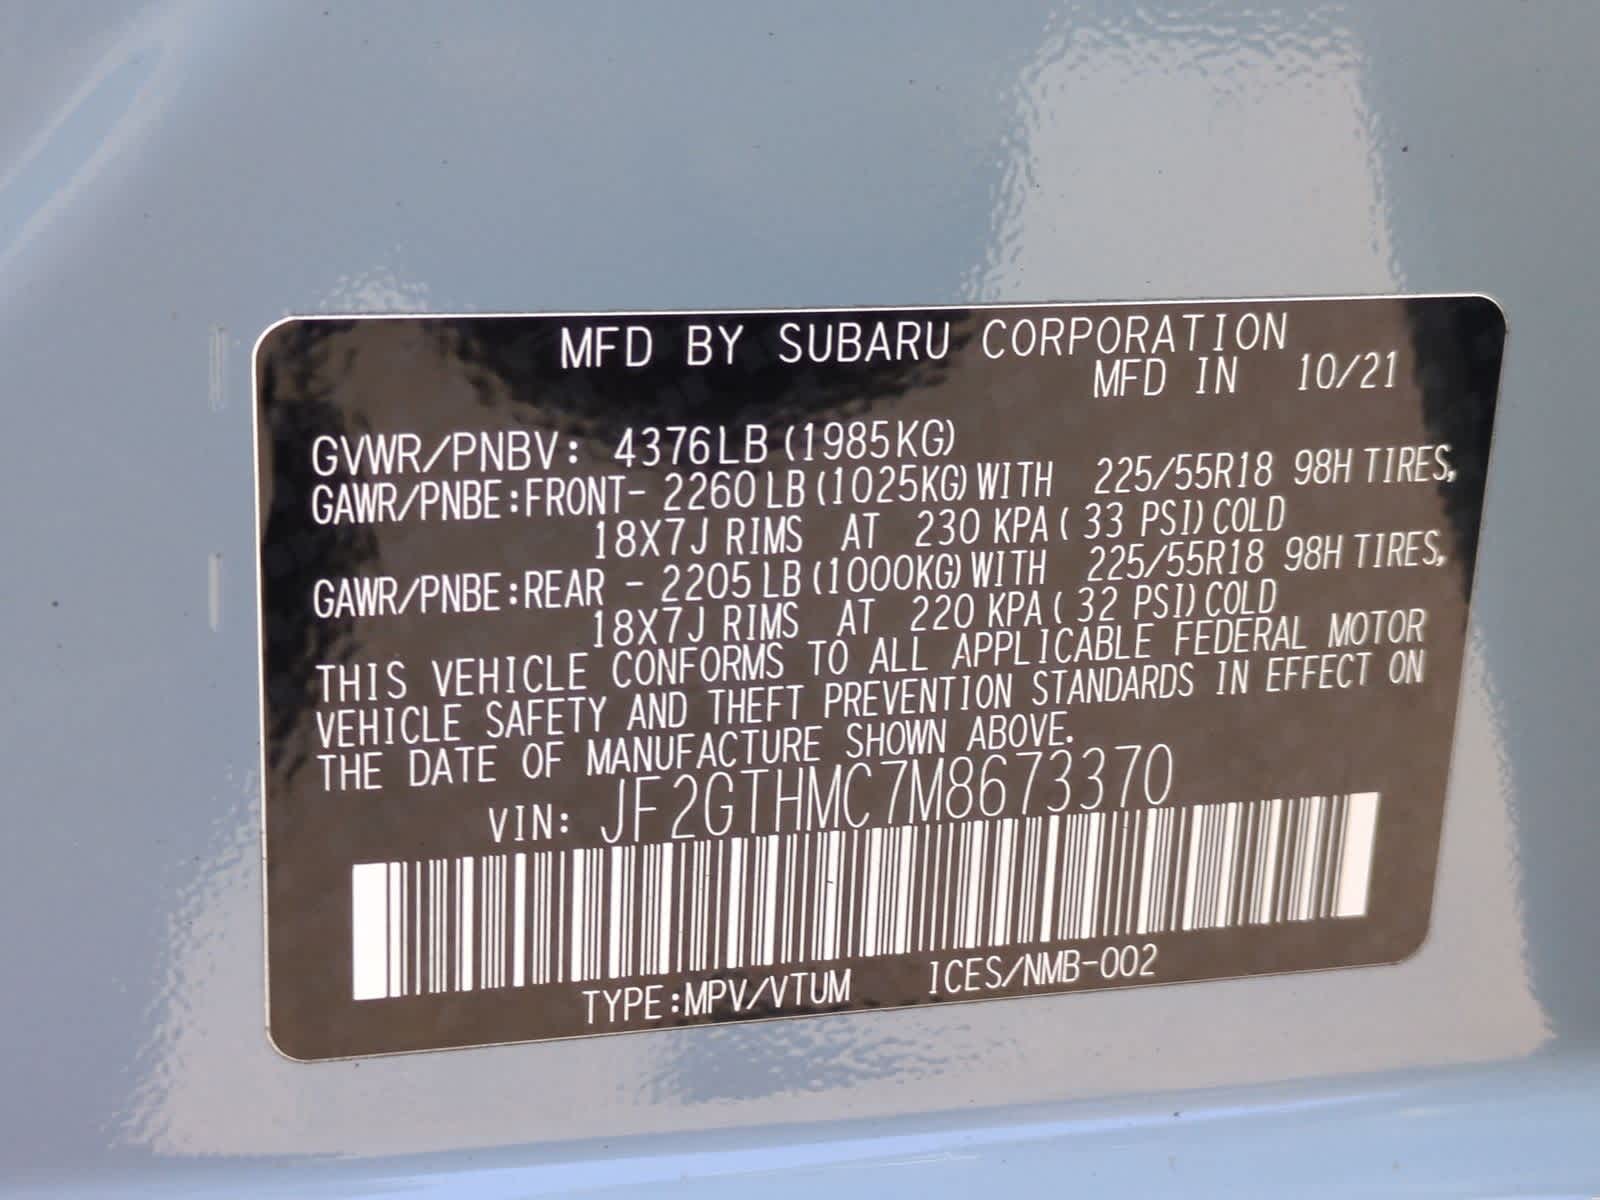 MFD BY SUBARU CORPORATION
MFD IN 10/21
GVWR/PNBV: 4376LB (1985KG)
GAWR/PNBE:FRONT- 2260LB (1025KG) WITH 225/55R18 98H TIRES,
18X7J RIMS AT 230 KPA ( 33 PSI) COLD
GAWR/PNBE:REAR - 2205LB (1000KG) WITH 225/55R18 98H TIRES,
18X7J RIMS AT 220 KPA ( 32 PSI) COLD
THIS VEHICLE CONFORMS TO ALL APPLICABLE FEDERAL MOTOR
VEHICLE SAFETY AND THEFT PREVENTION STANDARDS IN EFFECT ON
THE DATE OF MANUFACTURE SHOWN ABOVE.
VIN: JF2GTHMC7M8673370
TYPE:MPV/VTUM ICES/NMB-002